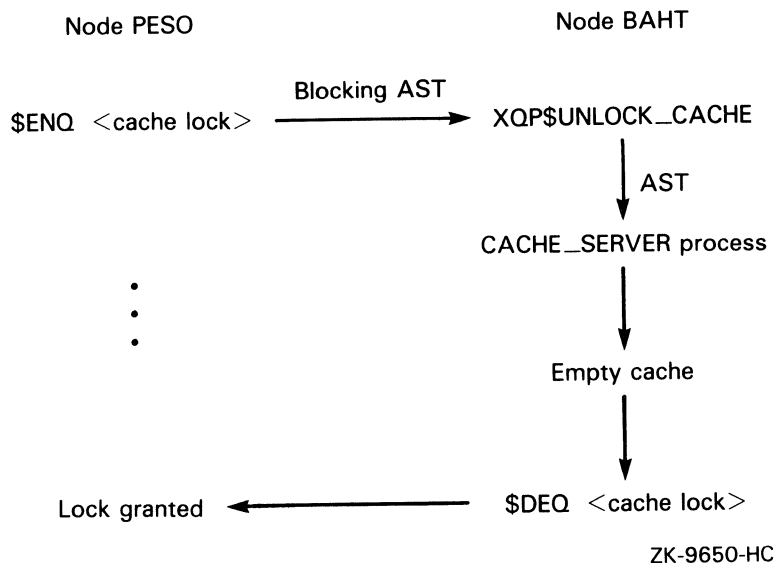 Node PESO
Node BAHT
$ENQ <cache lock>
Blocking AST
XQP$UNLOCK_CACHE
AST
CACHE_SERVER process
Empty cache
Lock granted
$DEQ <cache lock>
ZK-9650-HC